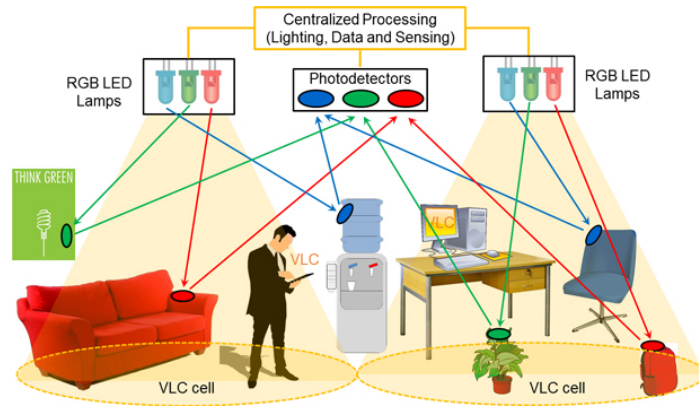 Centralized Processing
(Lighting, Data and Sensing)
RGB LED
Lamps
Photodetectors
RGB LED
Lamps
THINK GREEN
VLC
VLC
VLC cell
VLC cell